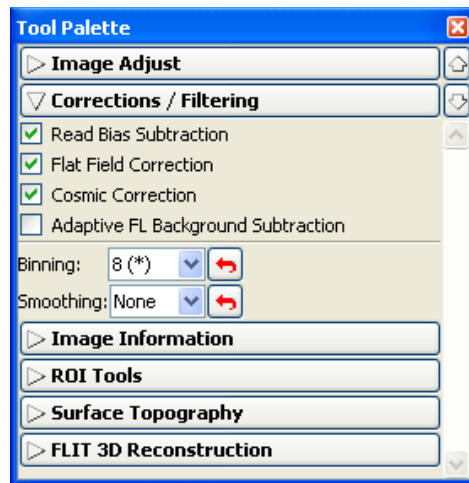 Tool Palette
Image Adjust
Corrections / Filtering
Read Bias Subtraction
Flat Field Correction
Cosmic Correction
Adaptive FL Background Subtraction
Binning: 8 (*)
Smoothing: None
Image Information
ROI Tools
Surface Topography
FLIT 3D Reconstruction